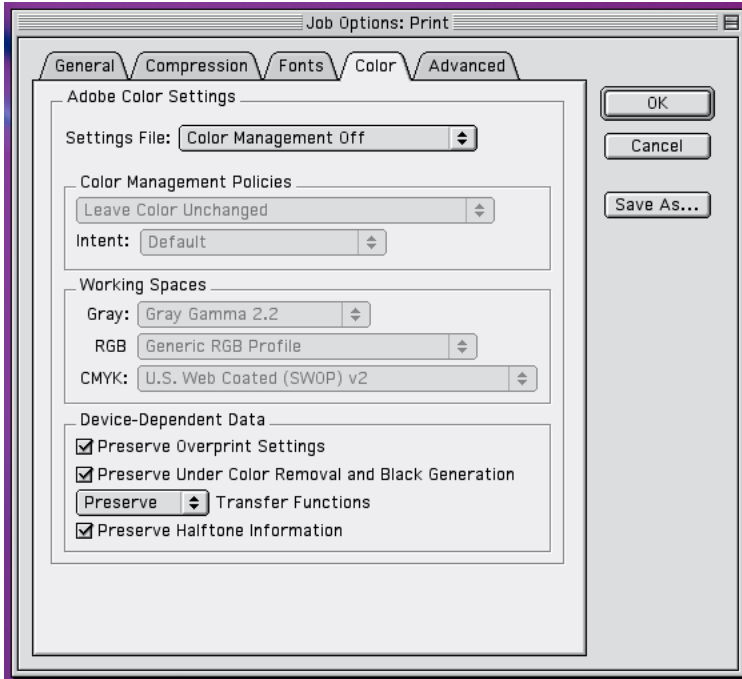 Job Options: Print
General Compression Fonts Color Advanced
Adobe Color Settings
Settings File: Color Management Off
Color Management Policies
Leave Color Unchanged
Intent: Default
Working Spaces
Gray: Gray Gamma 2.2
RGB Generic RGB Profile
CMYK: U.S. Web Coated (SWOP) v2
Device-Dependent Data
Preserve Overprint Settings
Preserve Under Color Removal and Black Generation
Preserve Transfer Functions
Preserve Halftone Information
OK
Cancel
Save As...